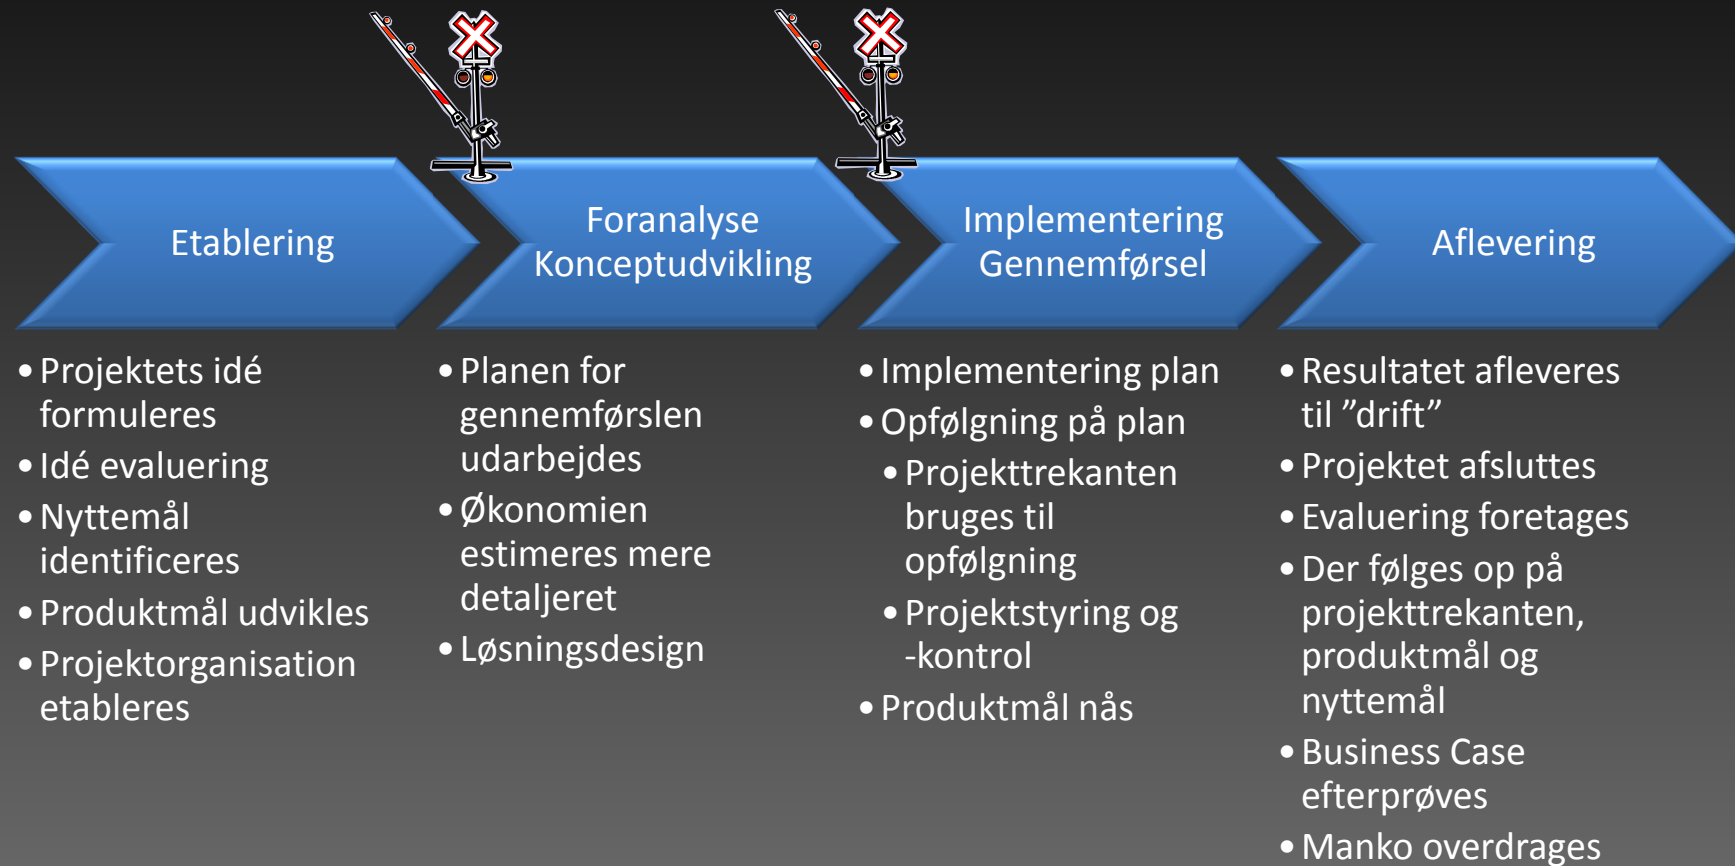 Etablering
Foranalyse
Konceptudvikling
Implementering
Gennemførsel
Aflevering
•Projektets idé
formuleres
•Idé evaluering
•Nyttemål
identificeres
•Produktmål udvikles
•Projektorganisation
etableres
•Planen for
gennemførslen
udarbejdes
•Økonomien
estimeres mere
detaljeret
•Løsningsdesign
•Implementering plan
•Opfølgning på plan
•Projekttrekanten
bruges til
opfølgning
•Projektstyring og
-kontrol
•Produktmål nås
•Resultatet afleveres
til ”drift”
•Projektet afsluttes
•Evaluering foretages
•Der følges op på
projekttrekanten,
produktmål og
nyttemål
•Business Case
efterprøves
•Manko overdrages